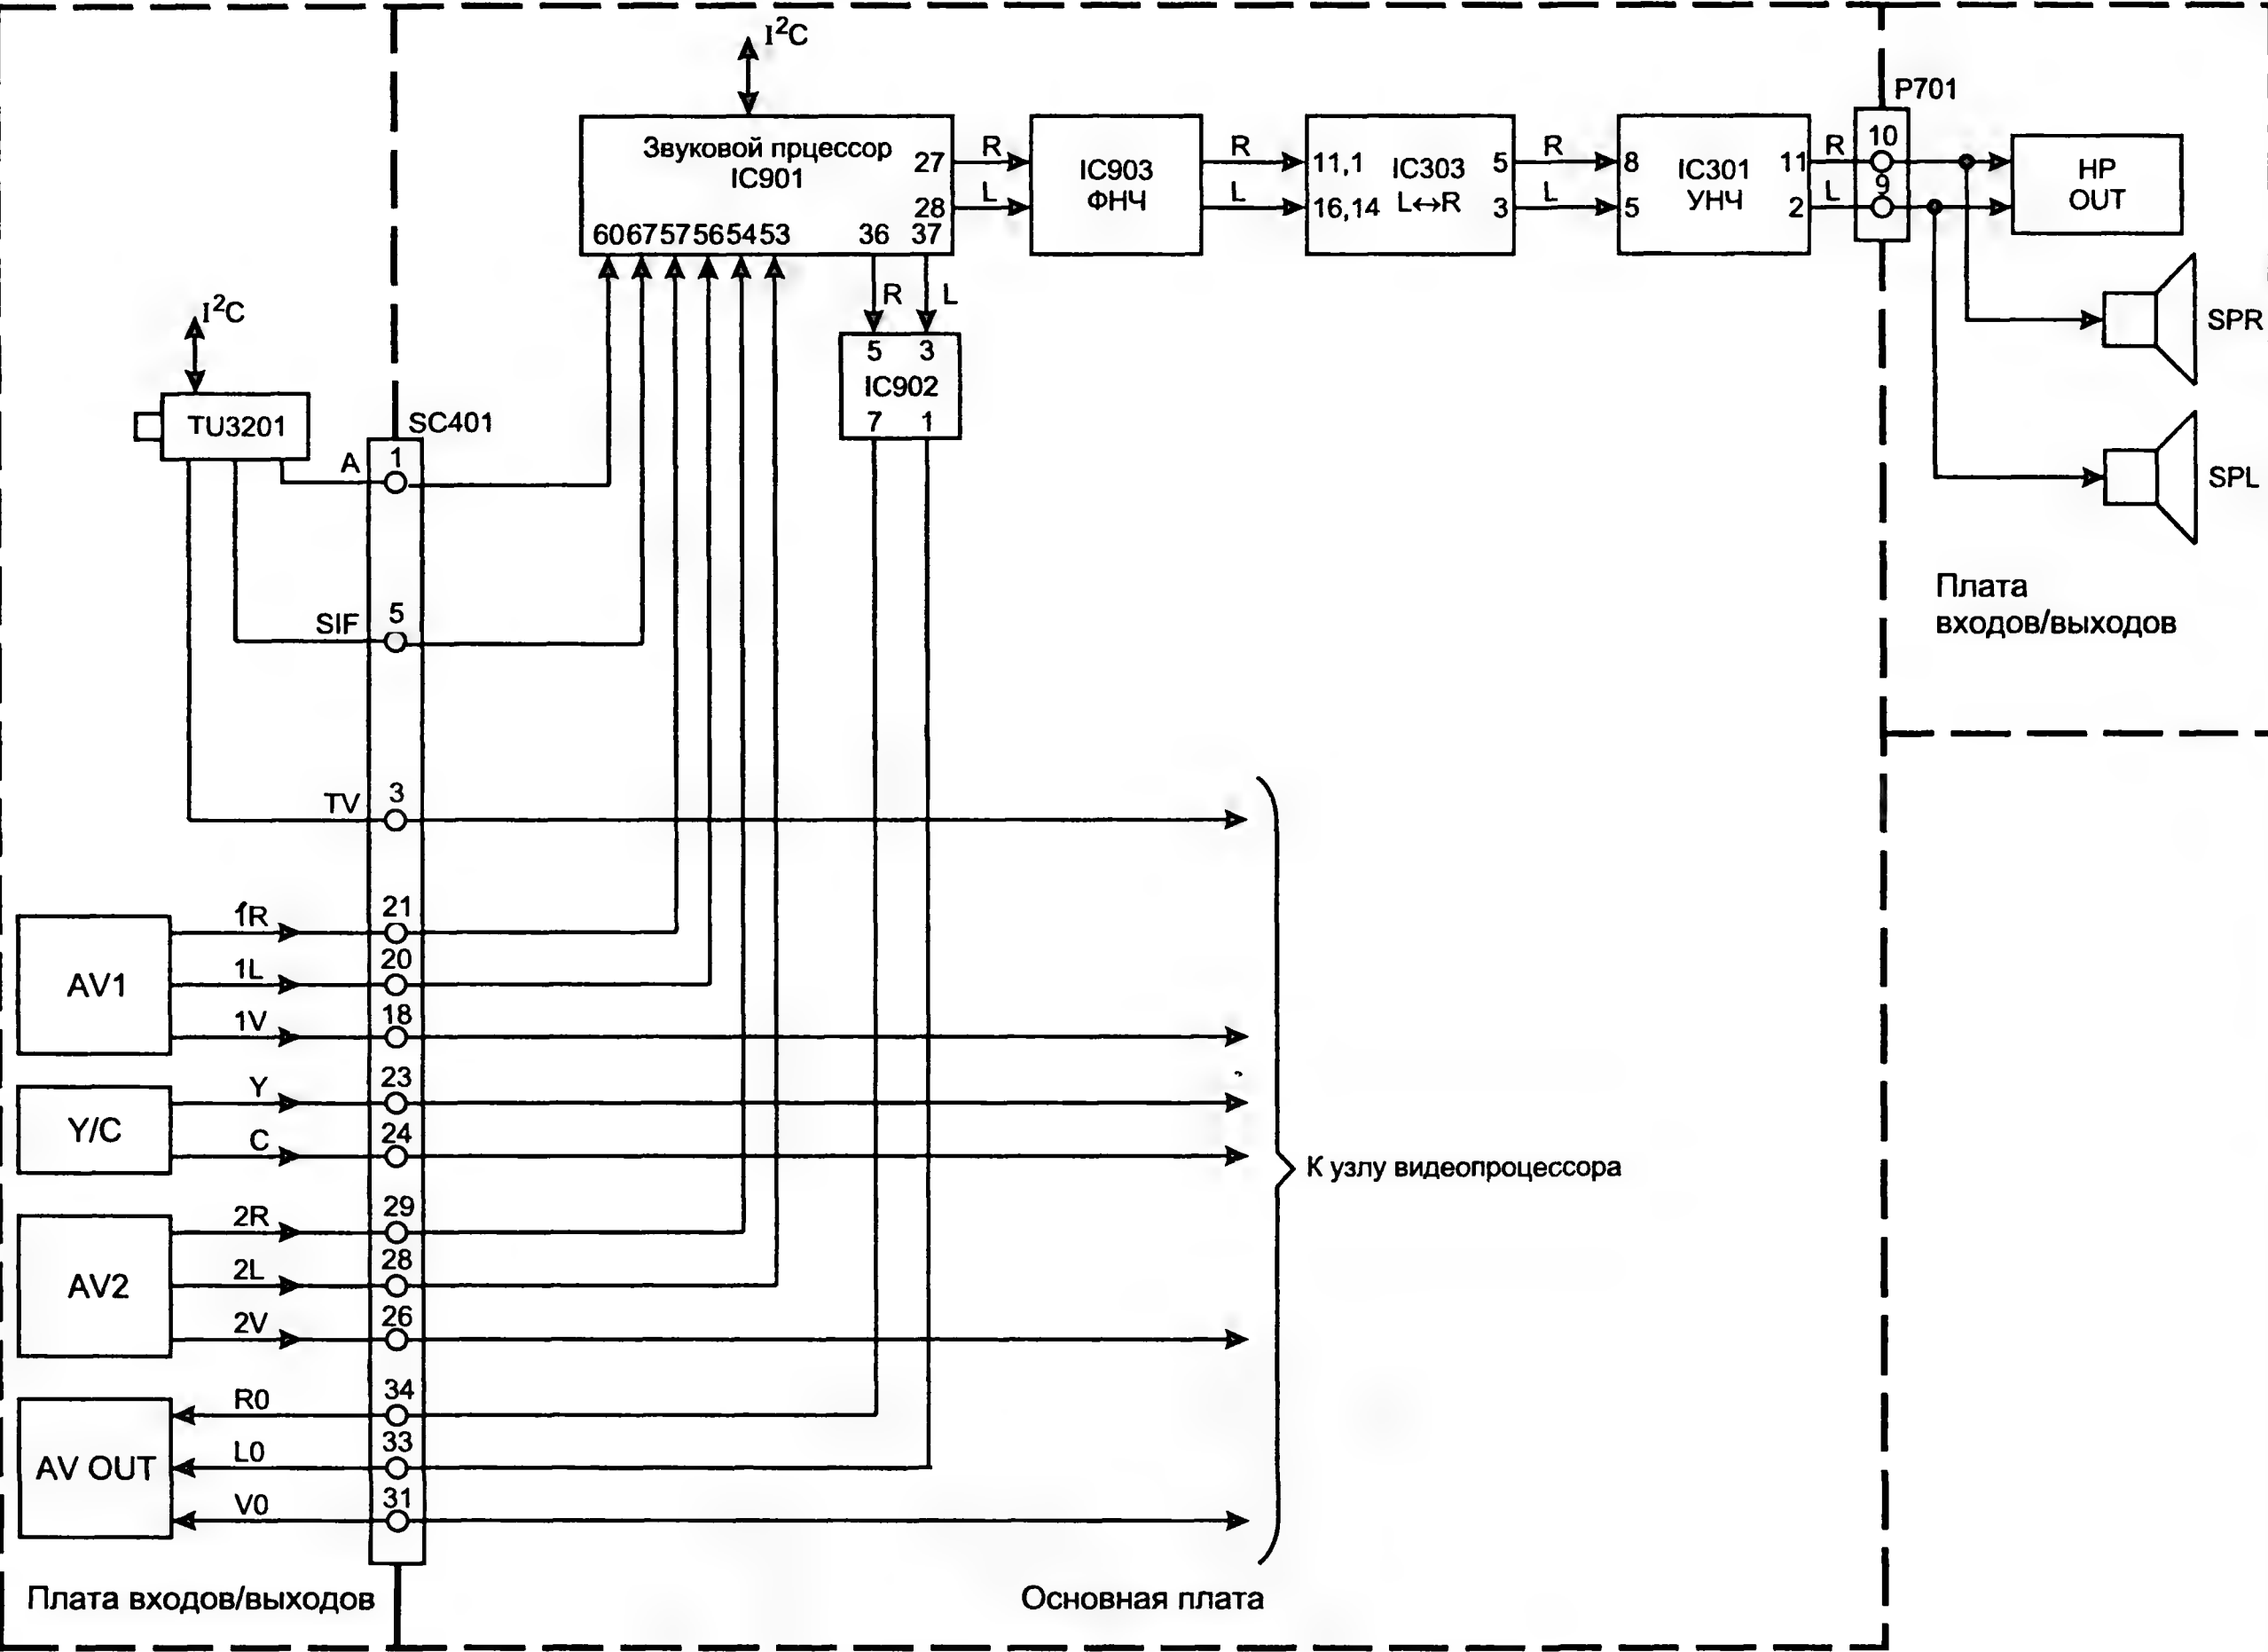 I²C
P701
Звуковой прцессор
IC901
27
28
60 67 57 56 54 53
36 37
R
L
IC903
ФНЧ
R
L
11,1
16,14
IC303
L↔R
5
3
R
L
8
5
IC301
УНЧ
11
2
R
L
10
9
HP
OUT
R L
5 3
IC902
7 1
SPR
SPL
Плата
входов/выходов
I²C
TU3201
SC401
A 1
SIF 5
TV 3
AV1
1R 21
1L 20
1V 18
Y/C
Y 23
C 24
К узлу видеопроцессора
AV2
2R 29
2L 28
2V 26
AV OUT
R0 34
L0 33
V0 31
Плата входов/выходов
Основная плата